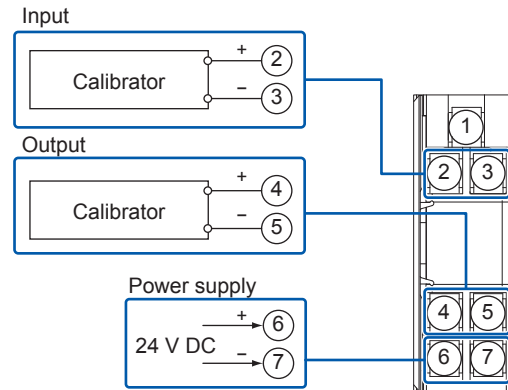 Input
Calibrator
+ 2
− 3
Output
Calibrator
+ 4
− 5
Power supply
24 V DC
+ 6
− 7
1
2 3
4 5
6 7